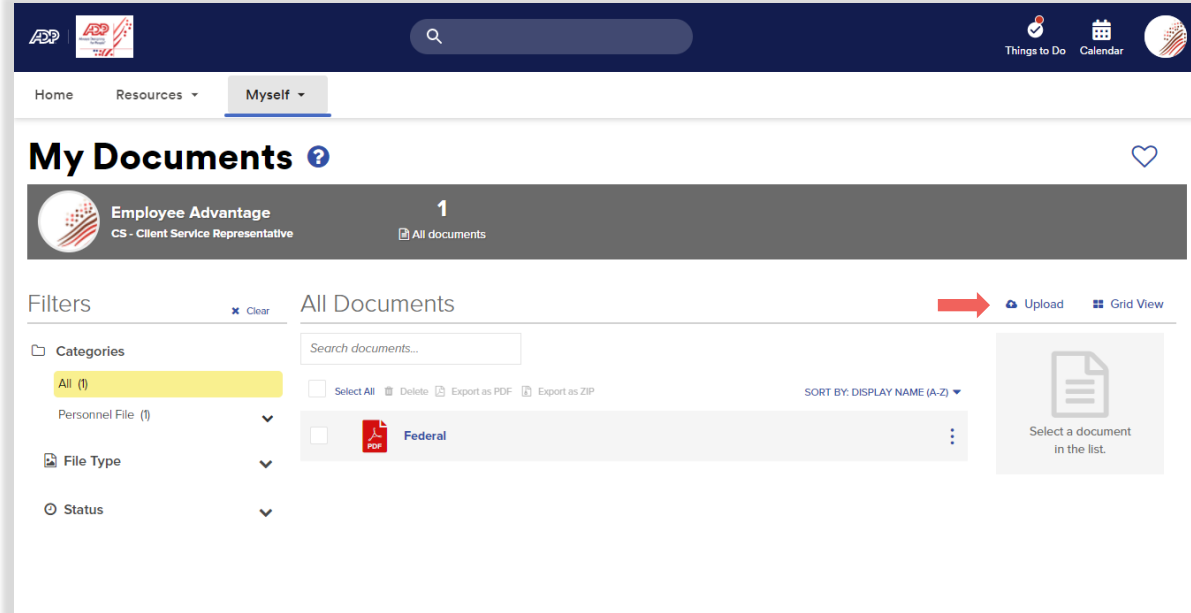 ADP
ADP
Things to Do
Calendar
Home
Resources
Myself
My Documents ?
Employee Advantage
CS - Client Service Representative
1
All documents
Filters
x Clear
All Documents
Upload
Grid View
Categories
Search documents...
All (1)
Select All
Delete
Export as PDF
Export as ZIP
SORT BY: DISPLAY NAME (A-Z)
Personnel File (1)
PDF
Federal
Select a document
in the list.
File Type
Status